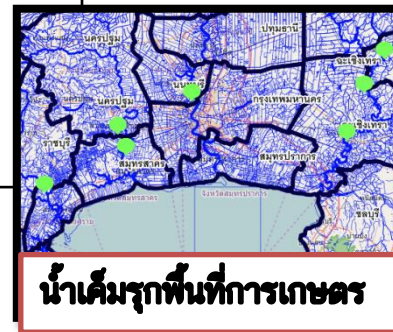 นครปฐม
ปทุมธานี
ฉะเชิงเทรา
นนทบุรี
นครปฐม
กรุงเทพมหานคร
ฉะเชิงเทรา
ราชบุรี
สมุทรสาคร
สมุทรปราการ
จังหวัดสมุทรปราการ
ชลบุรี
น้ำเค็มรุกพื้นที่การเกษตร